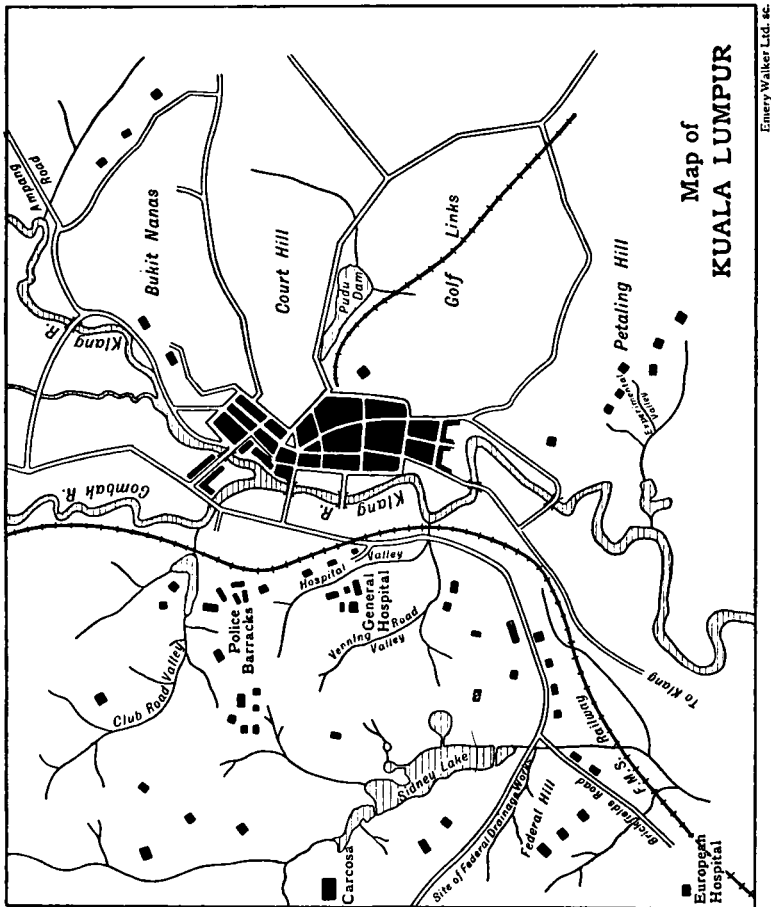 Map of
KUALA LUMPUR
Emery Walker Ltd. sc.
Ampang
Road
Bukit Nanas
Klang
R.
Court Hill
Pudu
Dam
Golf
Links
Gombak R.
Klang
R.
Petaling Hill
Experimental
Valley
Hospital
Valley
General
Hospital
Police
Barracks
Venning Road
Valley
Club Road Valley
Sidney Lake
Carcosa
Site of Federal Drainage Works
Federal Hill
Brickfields Road
F.M.S.
Railway
To Klang
European
Hospital